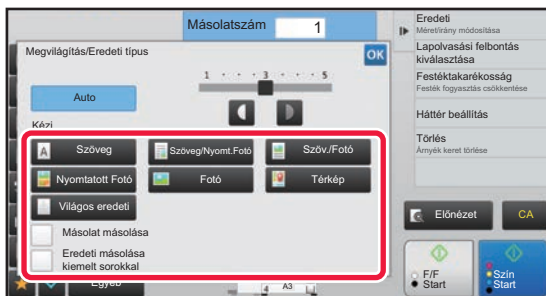 Másolatszám 1
Megvilágítás/Eredeti típus
OK
1 · · · 3 · · · 5
Auto
Kézi
Szöveg
Szöveg/Nyomt.Fotó
Szöv./Fotó
Nyomtatott Fotó
Fotó
Térkép
Világos eredeti
Másolat másolása
Eredeti másolása
kiemelt sorokkal
Egyéb
4 A3
Eredeti
Méret/irány módosítása
Lapolvasási felbontás
kiválasztása
Festéktakarékosság
Festék fogyasztás csökkentése
Háttér beállítás
Törlés
Árnyék keret törlése
Előnézet
CA
F/F
Start
Szín
Start